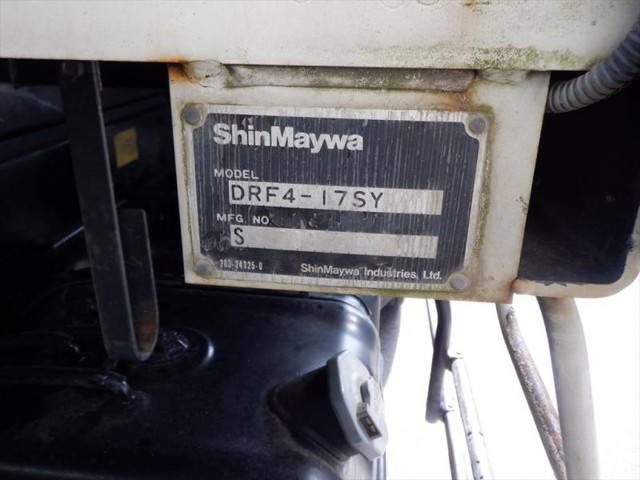 ShinMaywa
MODEL
DRF4-17SY
MFG. NO.
S
ShinMaywa Industries, Ltd.